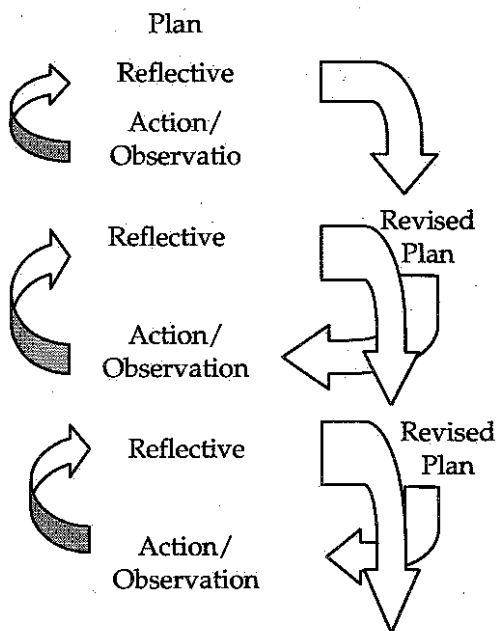 Plan
Reflective
Action/
Observatio
Reflective
Revised
Plan
Action/
Observation
Reflective
Revised
Plan
Action/
Observation